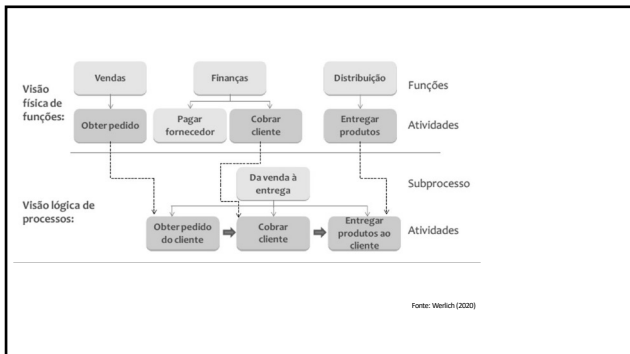 Vendas
Finanças
Distribuição
Funções
Visão
física de
funções:
Obter pedido
Pagar
fornecedor
Cobrar
cliente
Entregar
produtos
Atividades
Da venda à
entrega
Subprocesso
Visão lógica de
processos:
Obter pedido
do cliente
Cobrar
cliente
Entregar
produtos ao
cliente
Atividades
Fonte: Werlich (2020)